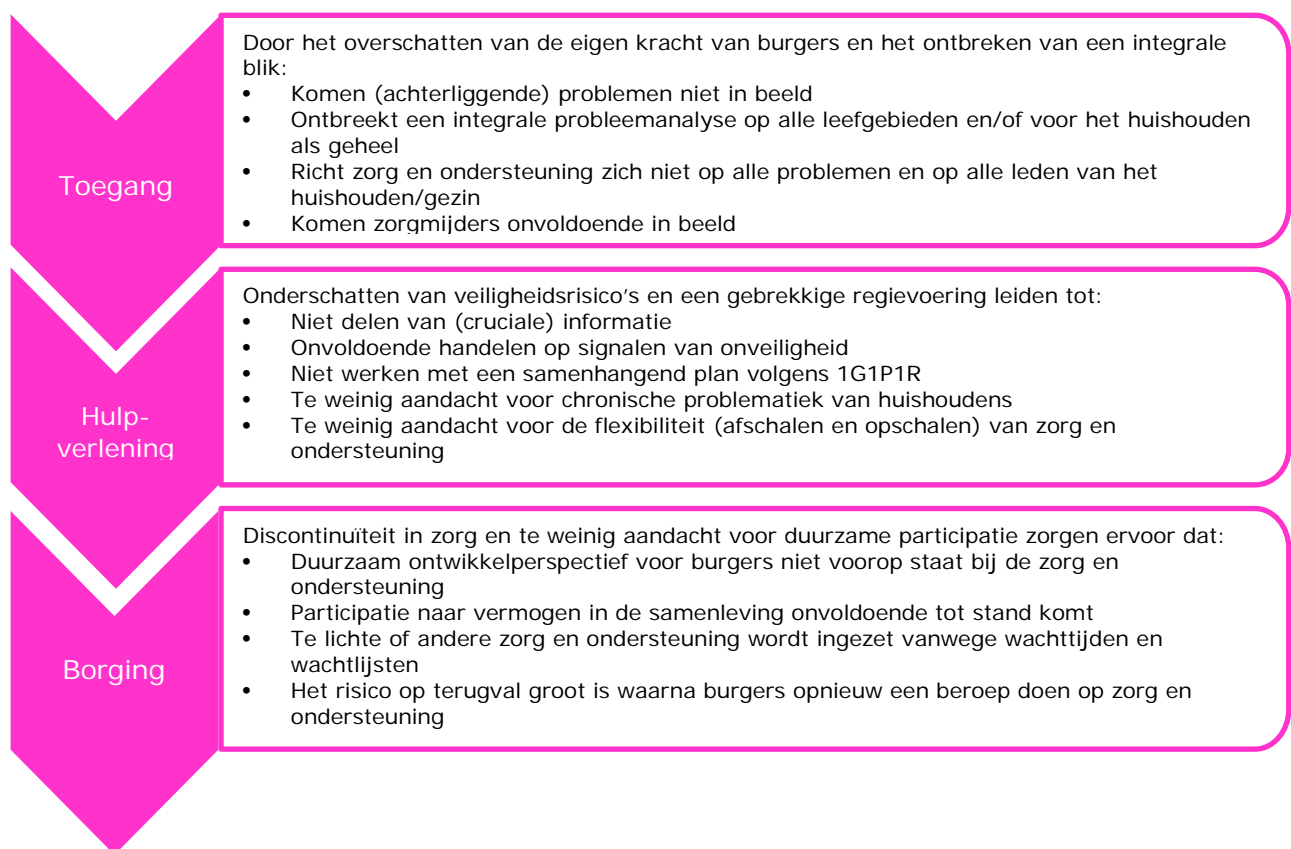 Toegang
Door het overschatten van de eigen kracht van burgers en het ontbreken van een integrale
blik:
• Komen (achterliggende) problemen niet in beeld
• Ontbreekt een integrale probleemanalyse op alle leefgebieden en/of voor het huishouden
als geheel
• Richt zorg en ondersteuning zich niet op alle problemen en op alle leden van het
huishouden/gezin
• Komen zorgmijders onvoldoende in beeld
Hulp-
verlening
Onderschatten van veiligheidsrisico's en een gebrekkige regievoering leiden tot:
• Niet delen van (cruciale) informatie
• Onvoldoende handelen op signalen van onveiligheid
• Niet werken met een samenhangend plan volgens 1G1P1R
• Te weinig aandacht voor chronische problematiek van huishoudens
• Te weinig aandacht voor de flexibiliteit (afschalen en opschalen) van zorg en
ondersteuning
Borging
Discontinuïteit in zorg en te weinig aandacht voor duurzame participatie zorgen ervoor dat:
• Duurzaam ontwikkelperspectief voor burgers niet voorop staat bij de zorg en
ondersteuning
• Participatie naar vermogen in de samenleving onvoldoende tot stand komt
• Te lichte of andere zorg en ondersteuning wordt ingezet vanwege wachttijden en
wachtlijsten
• Het risico op terugval groot is waarna burgers opnieuw een beroep doen op zorg en
ondersteuning